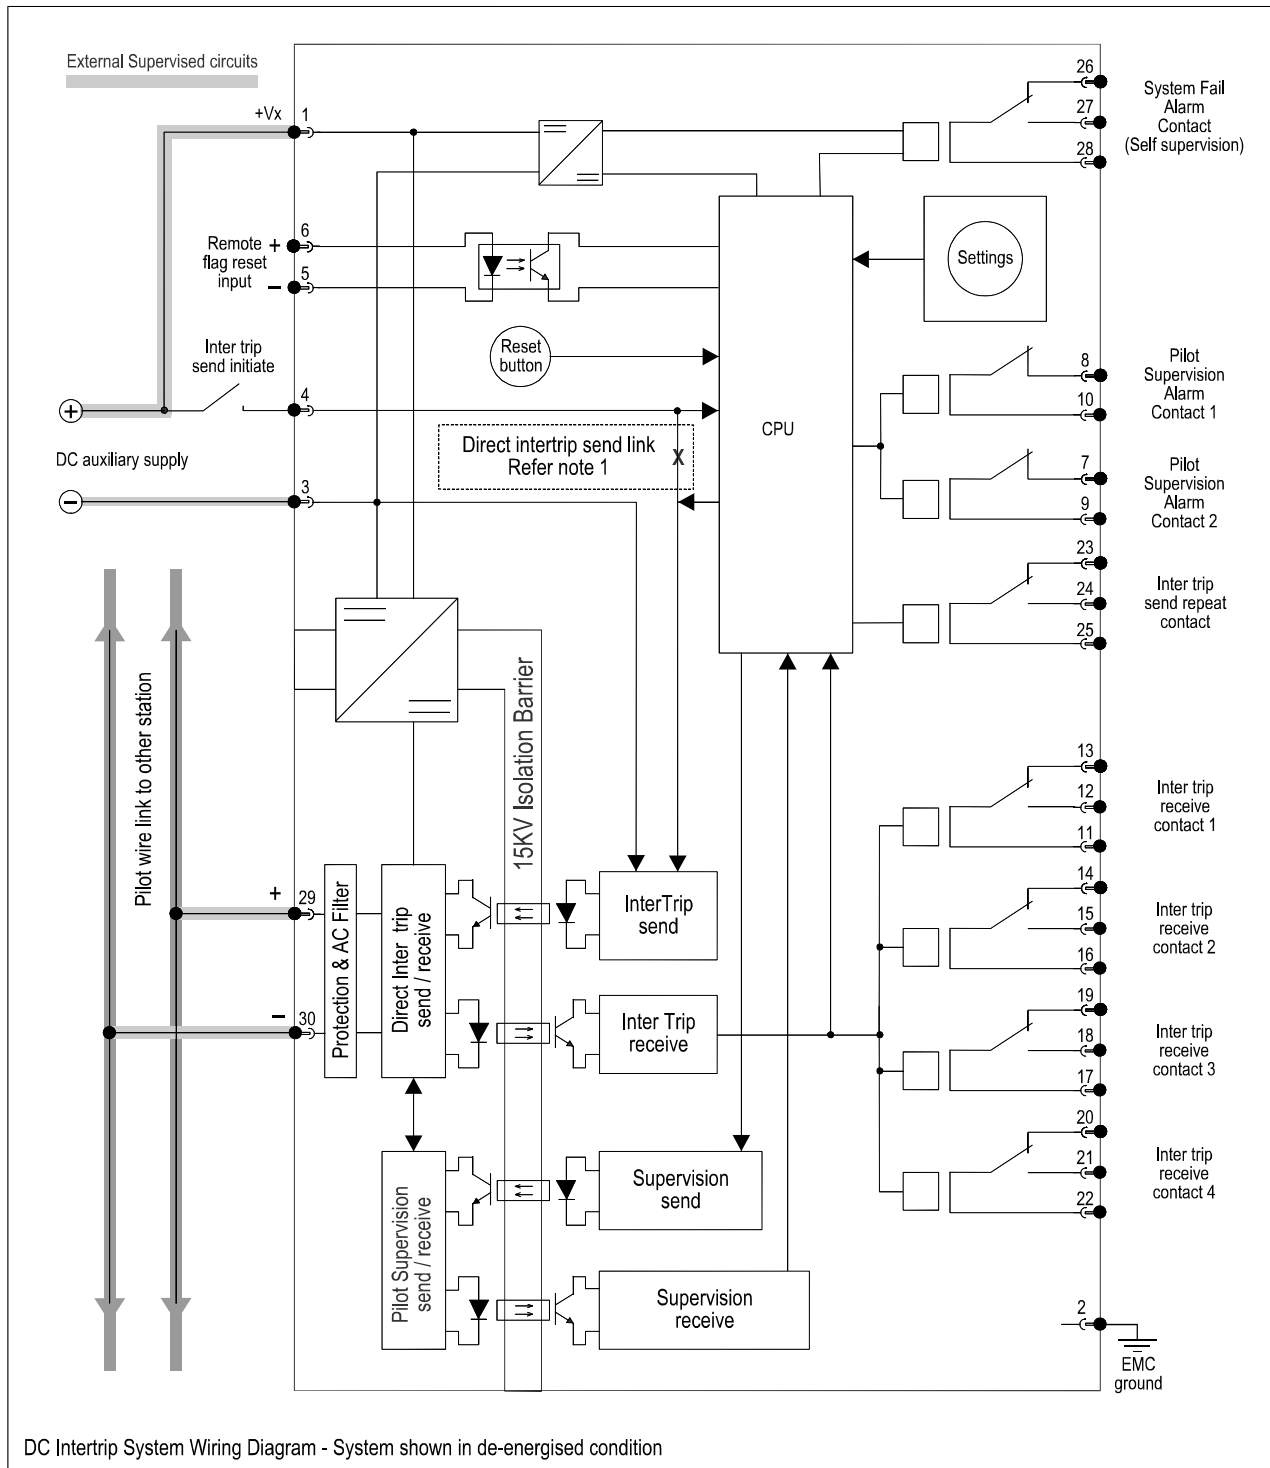 External Supervised circuits
+Vx
1
26
27
28
System Fail
Alarm
Contact
(Self supervision)
Remote
flag reset
input
+
6
5
−
Settings
Reset
button
Inter trip
send initiate
+
4
DC auxiliary supply
−
3
Direct intertrip send link
Refer note 1
X
CPU
8
10
Pilot
Supervision
Alarm
Contact 1
7
9
Pilot
Supervision
Alarm
Contact 2
23
24
25
Inter trip
send repeat
contact
Pilot wire link to other station
15KV Isolation Barrier
13
12
11
Inter trip
receive
contact 1
+
29
−
30
Protection & AC Filter
Direct Inter trip
send / receive
InterTrip
send
14
15
16
Inter trip
receive
contact 2
Inter Trip
receive
19
18
17
Inter trip
receive
contact 3
Pilot Supervision
send / receive
Supervision
send
20
21
22
Inter trip
receive
contact 4
Supervision
receive
2
EMC
ground
DC Intertrip System Wiring Diagram - System shown in de-energised condition